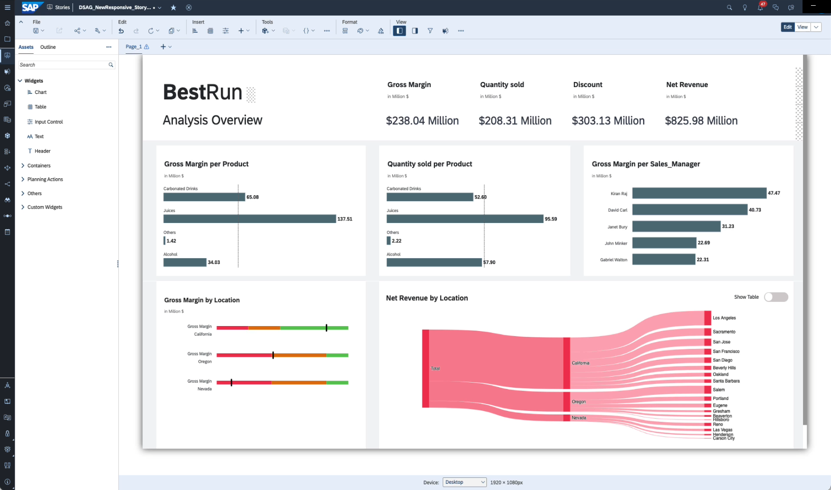 SAP Stories DSAG_NewResponsive_Story... 47
File Edit Insert Tools Format View
Edit View
Assets Outline
Page_1
Search
Widgets
Chart
Table
Input Control
Text
Header
Containers
Planning Actions
Others
Custom Widgets
BestRun
Analysis Overview
Gross Margin
in Million $
$238.04 Million
Quantity sold
in Million $
$208.31 Million
Discount
in Million $
$303.13 Million
Net Revenue
in Million $
$825.98 Million
Gross Margin per Product
in Million $
Carbonated Drinks
65.08
Juices
137.51
Others
1.42
Alcohol
34.03
Quantity sold per Product
in Million $
Carbonated Drinks
52.60
Juices
95.59
Others
2.22
Alcohol
57.90
Gross Margin per Sales_Manager
in Million $
Kiran Raj 47.47
David Carl 40.73
Janet Bury 31.23
John Minker 22.69
Gabriel Walton 22.31
Gross Margin by Location
in Million $
Gross Margin
California
Gross Margin
Oregon
Gross Margin
Nevada
Net Revenue by Location
Show Table
California
Oregon
Nevada
Los Angeles
Sacramento
San Jose
San Francisco
San Diego
Beverly Hills
Oakland
Santa Barbara
Salem
Portland
Eugene
Gresham
Beaverton
Hillsboro
Reno
Las Vegas
Henderson
Carson City
Device: Desktop 1920 × 1080px